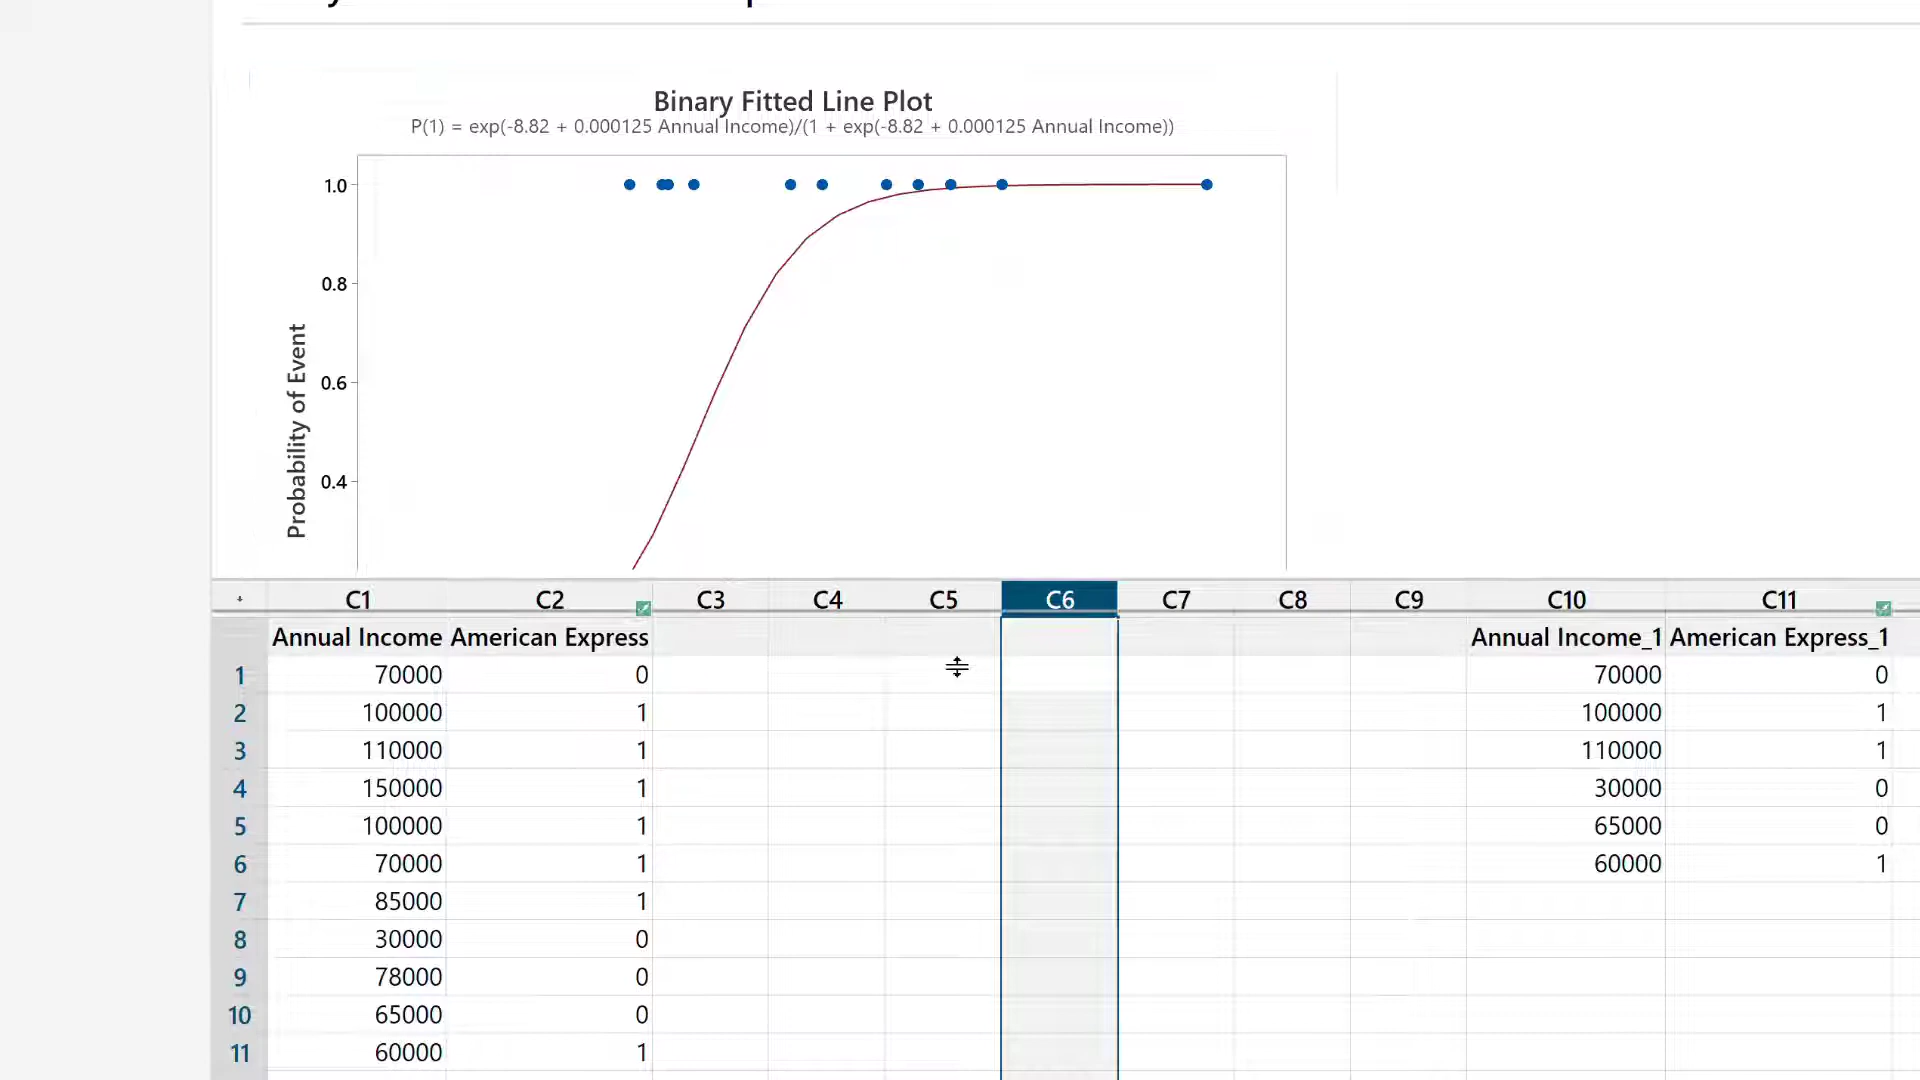 Binary Fitted Line Plot
P(1) = exp(-8.82 + 0.000125 Annual Income)/(1 + exp(-8.82 + 0.000125 Annual Income))
1.0
0.8
0.6
0.4
Probability of Event
C1 C2 C3 C4 C5 C6 C7 C8 C9 C10 C11
Annual Income American Express Annual Income_1 American Express_1
1 70000 0 70000 0
2 100000 1 100000 1
3 110000 1 110000 1
4 150000 1 30000 0
5 100000 1 65000 0
6 70000 1 60000 1
7 85000 1
8 30000 0
9 78000 0
10 65000 0
11 60000 1